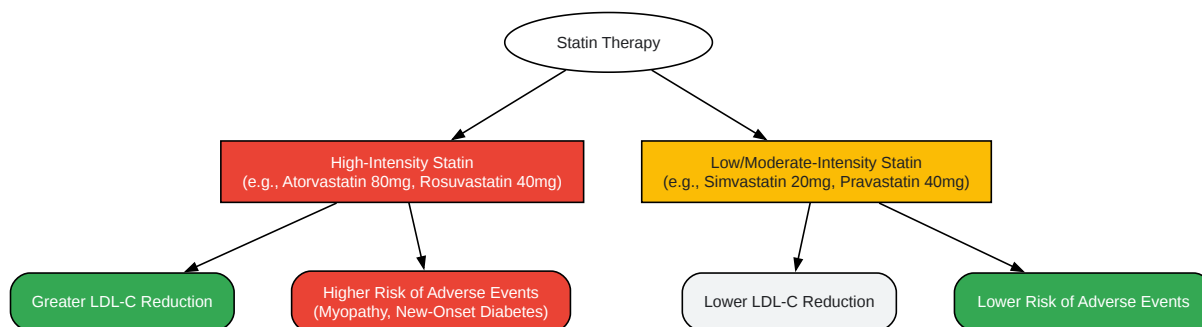 Statin Therapy
High-Intensity Statin
(e.g., Atorvastatin 80mg, Rosuvastatin 40mg)
Low/Moderate-Intensity Statin
(e.g., Simvastatin 20mg, Pravastatin 40mg)
Greater LDL-C Reduction
Higher Risk of Adverse Events
(Myopathy, New-Onset Diabetes)
Lower LDL-C Reduction
Lower Risk of Adverse Events